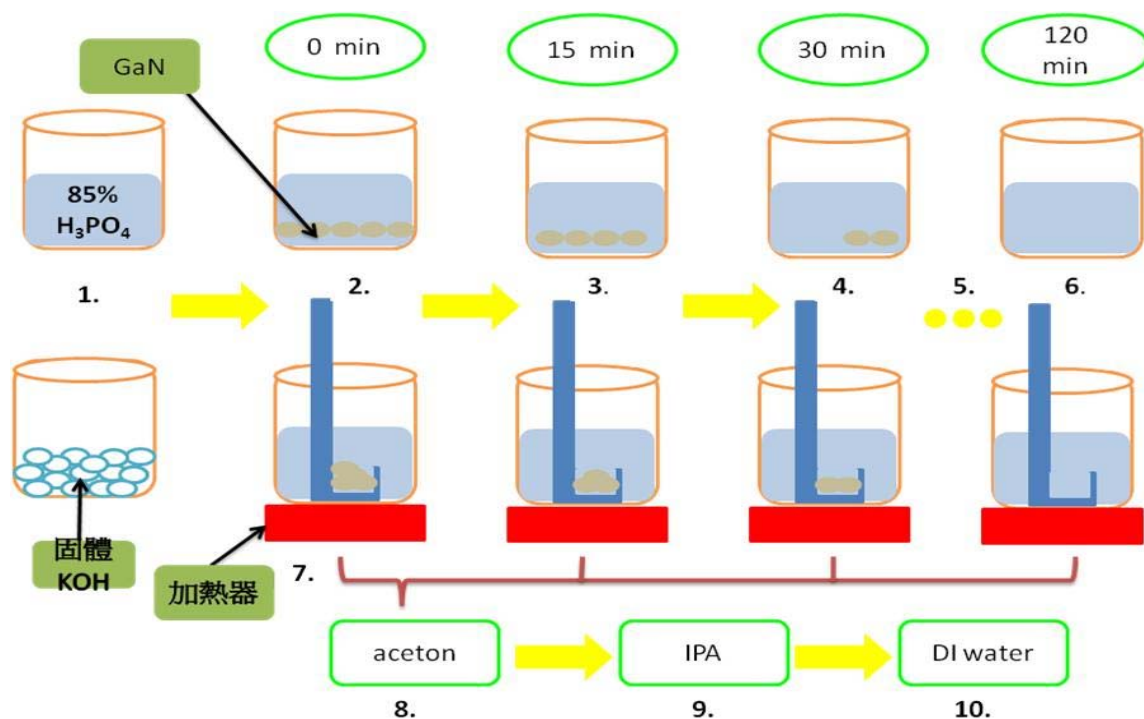 GaN
0 min
15 min
30 min
120
min
85%
H₃PO₄
1.
2.
3.
4.
5.
6.
固體
KOH
加熱器
7.
aceton
IPA
DI water
8.
9.
10.